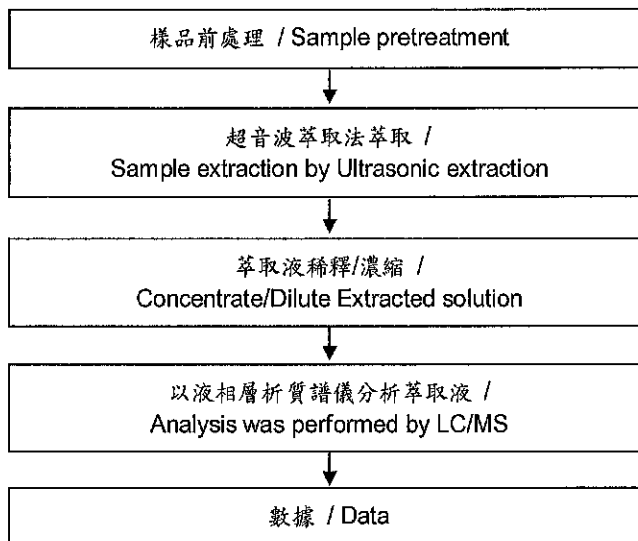 樣品前處理 / Sample pretreatment
超音波萃取法萃取 /
Sample extraction by Ultrasonic extraction
萃取液稀釋/濃縮 /
Concentrate/Dilute Extracted solution
以液相層析質譜儀分析萃取液 /
Analysis was performed by LC/MS
數據 / Data